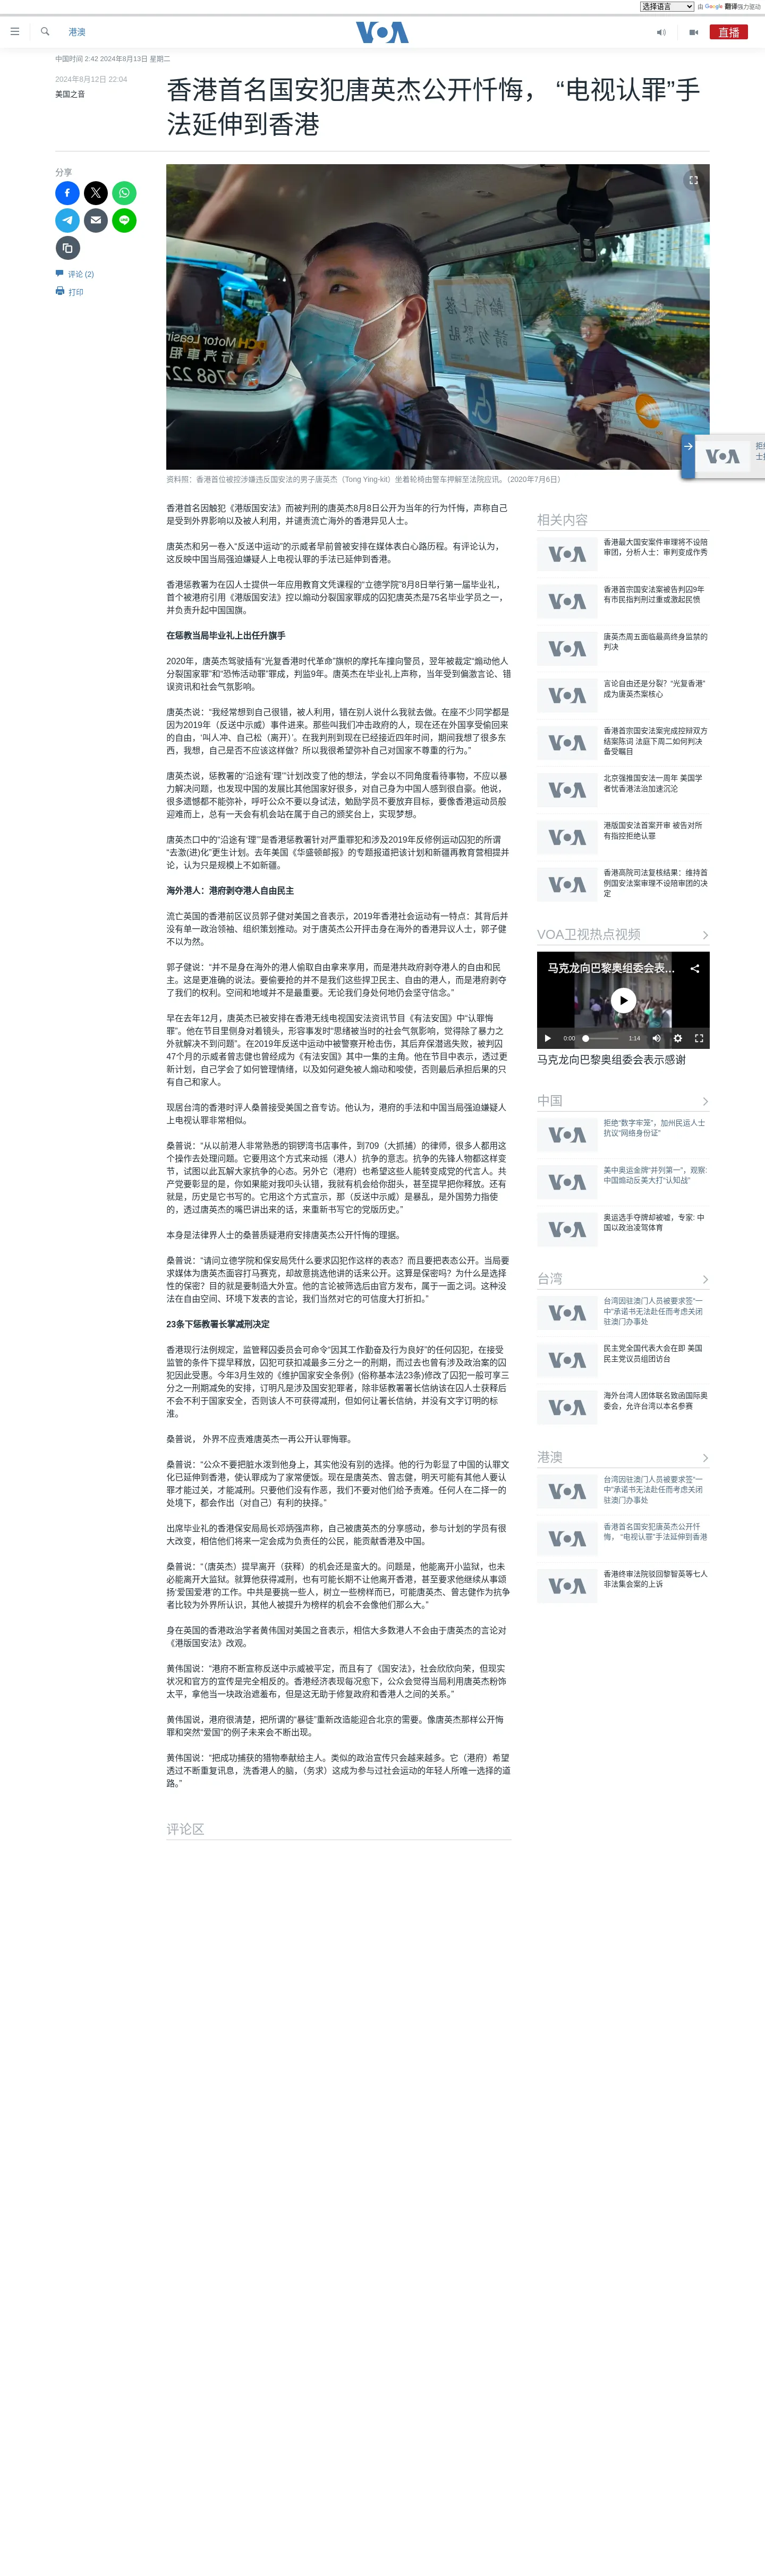 选择语言 由 Google 翻译强力驱动
港澳
VOA
直播
中国时间 2:42 2024年8月13日 星期二
2024年8月12日 22:04
美国之音
香港首名国安犯唐英杰公开忏悔， “电视认罪”手
法延伸到香港
分享
评论 (2)
打印
资料照：香港首位被控涉嫌违反国安法的男子唐英杰（Tong Ying-kit）坐着轮椅由警车押解至法院应讯。（2020年7月6日）
香港首名因触犯《港版国安法》而被判刑的唐英杰8月8日公开为当年的行为忏悔，声称自己
是受到外界影响以及被人利用，并谴责流亡海外的香港异见人士。
唐英杰和另一卷入“反送中运动”的示威者早前曾被安排在媒体表白心路历程。有评论认为，
这反映中国当局强迫嫌疑人上电视认罪的手法已延伸到香港。
香港惩教署为在囚人士提供一年应用教育文凭课程的“立德学院”8月8日举行第一届毕业礼，
首个被港府引用《港版国安法》控以煽动分裂国家罪成的囚犯唐英杰是75名毕业学员之一，
并负责升起中国国旗。
在惩教当局毕业礼上出任升旗手
2020年，唐英杰驾驶插有“光复香港时代革命”旗帜的摩托车撞向警员，翌年被裁定“煽动他人
分裂国家罪”和“恐怖活动罪”罪成，判监9年。唐英杰在毕业礼上声称，当年受到偏激言论、错
误资讯和社会气氛影响。
唐英杰说：“我经常想到自己很错，被人利用，错在别人说什么我就去做。在座不少同学都是
因为2019年（反送中示威）事件进来。那些叫我们冲击政府的人，现在还在外国享受偷回来
的自由，‘叫人冲、自己松（离开）’。在我判刑到现在已经接近四年时间，期间我想了很多东
西，我想，自己是否不应该这样做？所以我很希望弥补自己对国家不尊重的行为。”
唐英杰说，惩教署的“‘沿途有‘理’”计划改变了他的想法，学会以不同角度看待事物，不应以暴
力解决问题，也发现中国的发展比其他国家好很多，对自己身为中国人感到很自豪。他说，
很多遗憾都不能弥补，呼吁公众不要以身试法，勉励学员不要放弃目标，要像香港运动员般
迎难而上，总有一天会有机会站在属于自己的颁奖台上，实现梦想。
唐英杰口中的“沿途有‘理’”是香港惩教署针对严重罪犯和涉及2019年反修例运动囚犯的所谓
“去激(进)化”更生计划。去年美国《华盛顿邮报》的专题报道把该计划和新疆再教育营相提并
论，认为只是规模上不如新疆。
海外港人：港府剥夺港人自由民主
流亡英国的香港前区议员郭子健对美国之音表示，2019年香港社会运动有一特点：其背后并
没有单一政治领袖、组织策划推动。对于唐英杰公开抨击身在海外的香港异议人士，郭子健
不以为然。
郭子健说：“并不是身在海外的港人偷取自由拿来享用，而是港共政府剥夺港人的自由和民
主。这是更准确的说法。要偷要抢的并不是我们这些捍卫民主、自由的港人，而是港府剥夺
了我们的权利。空间和地域并不是最重要。无论我们身处何地仍会坚守信念。”
早在去年12月，唐英杰已被安排在香港无线电视国安法资讯节目《有法安国》中“认罪悔
罪”。他在节目里侧身对着镜头，形容事发时“思绪被当时的社会气氛影响，觉得除了暴力之
外就解决不到问题”。在2019年反送中运动中被警察开枪击伤，其后弃保潜逃失败，被判囚
47个月的示威者曾志健也曾经成为《有法安国》其中一集的主角。他在节目中表示，透过更
新计划，自己学会了如何管理情绪，以及如何避免被人煽动和唆使，否则最后承担后果的只
有自己和家人。
现居台湾的香港时评人桑普接受美国之音专访。他认为，港府的手法和中国当局强迫嫌疑人
上电视认罪非常相似。
桑普说：“从以前港人非常熟悉的铜锣湾书店事件，到709（大抓捕）的律师，很多人都用这
个操作去处理问题。它要用这个方式来动摇（港人）抗争的意志。抗争的先锋人物都这样变
节，试图以此瓦解大家抗争的心态。另外它（港府）也希望这些人能转变成党的代言人。共
产党要彰显的是，你如果能对我叩头认错，我就有机会给你甜头，甚至提早把你释放。还有
就是，历史是它书写的。它用这个方式宣示，那（反送中示威）是暴乱，是外国势力指使
的，透过唐英杰的嘴巴讲出来的话，来重新书写它的党版历史。”
本身是法律界人士的桑普质疑港府安排唐英杰公开忏悔的理据。
桑普说：“请问立德学院和保安局凭什么要求囚犯作这样的表态？而且要把表态公开。当局要
求媒体为唐英杰面容打马赛克，却故意挑选他讲的话来公开。这算是保密吗？为什么是选择
性的保密？目的就是要制造大外宣。他的言论被筛选后由官方发布，属于一面之词。这种没
法在自由空间、环境下发表的言论，我们当然对它的可信度大打折扣。”
23条下惩教署长掌减刑决定
香港现行法例规定，监管释囚委员会可命令“因其工作勤奋及行为良好”的任何囚犯，在接受
监管的条件下提早释放，囚犯可获扣减最多三分之一的刑期，而过去也曾有涉及政治案的囚
犯因此受惠。今年3月生效的《维护国家安全条例》(俗称基本法23条)修改了囚犯一般可享三
分之一刑期减免的安排，订明凡是涉及国安犯罪者，除非惩教署署长信纳该在囚人士获释后
不会不利于国家安全，否则该人不可获得减刑，但如何让署长信纳，并没有文字订明的标
准。
桑普说， 外界不应责难唐英杰一再公开认罪悔罪。
桑普说：“公众不要把脏水泼到他身上，其实他没有别的选择。他的行为彰显了中国的认罪文
化已延伸到香港，使认罪成为了家常便饭。现在是唐英杰、曾志健，明天可能有其他人要认
罪才能过关，才能减刑。只要他们没有作恶，我们不要对他们给予责难。任何人在二择一的
处境下，都会作出（对自己）有利的抉择。”
出席毕业礼的香港保安局局长邓炳强声称，自己被唐英杰的分享感动，参与计划的学员有很
大改变，相信他们将来一定会成为负责任的公民，能贡献香港及中国。
桑普说：“（唐英杰）提早离开（获释）的机会还是蛮大的。问题是，他能离开小监狱，也未
必能离开大监狱。就算他获得减刑，也有可能长期不让他离开香港，甚至要求他继续从事颂
扬‘爱国爱港’的工作。中共是要挑一些人，树立一些榜样而已，可能唐英杰、曾志健作为抗争
者比较为外界所认识，其他人被提升为榜样的机会不会像他们那么大。”
身在英国的香港政治学者黄伟国对美国之音表示，相信大多数港人不会由于唐英杰的言论对
《港版国安法》改观。
黄伟国说：“港府不断宣称反送中示威被平定，而且有了《国安法》，社会欣欣向荣，但现实
状况和官方的宣传是完全相反的。香港经济表现每况愈下，公众会觉得当局利用唐英杰粉饰
太平，拿他当一块政治遮羞布，但是这无助于修复政府和香港人之间的关系。”
黄伟国说，港府很清楚，把所谓的“暴徒”重新改造能迎合北京的需要。像唐英杰那样公开悔
罪和突然“爱国”的例子未来会不断出现。
黄伟国说：“把成功捕获的猎物奉献给主人。类似的政治宣传只会越来越多。它（港府）希望
透过不断重复讯息，洗香港人的脑，（务求）这成为参与过社会运动的年轻人所唯一选择的道
路。”
评论区
相关内容
香港最大国安案件审理将不设陪
审团，分析人士：审判变成作秀
香港首宗国安法案被告判囚9年
有市民指判刑过重或激起民愤
唐英杰周五面临最高终身监禁的
判决
言论自由还是分裂？“光复香港”
成为唐英杰案核心
香港首宗国安法案完成控辩双方
结案陈词 法庭下周二如何判决
备受瞩目
北京强推国安法一周年 美国学
者忧香港法治加速沉沦
港版国安法首案开审 被告对所
有指控拒绝认罪
香港高院司法复核结果：维持首
例国安法案审理不设陪审团的决
定
VOA卫视热点视频
马克龙向巴黎奥组委会表...
0:00 1:14
马克龙向巴黎奥组委会表示感谢
中国
拒绝“数字牢笼”，加州民运人士
抗议“网络身份证”
美中奥运金牌“并列第一”，观察:
中国煽动反美大打“认知战”
奥运选手夺牌却被嘘，专家: 中
国以政治凌驾体育
台湾
台湾因驻澳门人员被要求签“一
中”承诺书无法赴任而考虑关闭
驻澳门办事处
民主党全国代表大会在即 美国
民主党议员组团访台
海外台湾人团体联名致函国际奥
委会，允许台湾以本名参赛
港澳
台湾因驻澳门人员被要求签“一
中”承诺书无法赴任而考虑关闭
驻澳门办事处
香港首名国安犯唐英杰公开忏
悔， “电视认罪”手法延伸到香港
香港终审法院驳回黎智英等七人
非法集会案的上诉